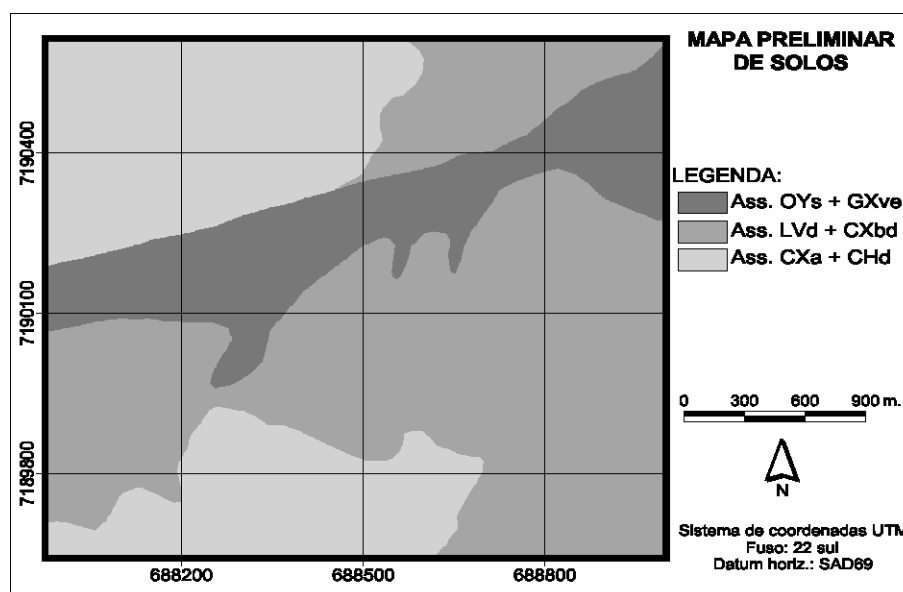 MAPA PRELIMINAR
DE SOLOS
LEGENDA:
Ass. OYs + GXve
Ass. LVd + CXbd
Ass. CXa + CHd
7190400
7190100
7189800
688200
688500
688800
0 300 600 900 m.
N
Sistema de coordenadas UTM
Fuso: 22 sul
Datum horiz.: SAD69